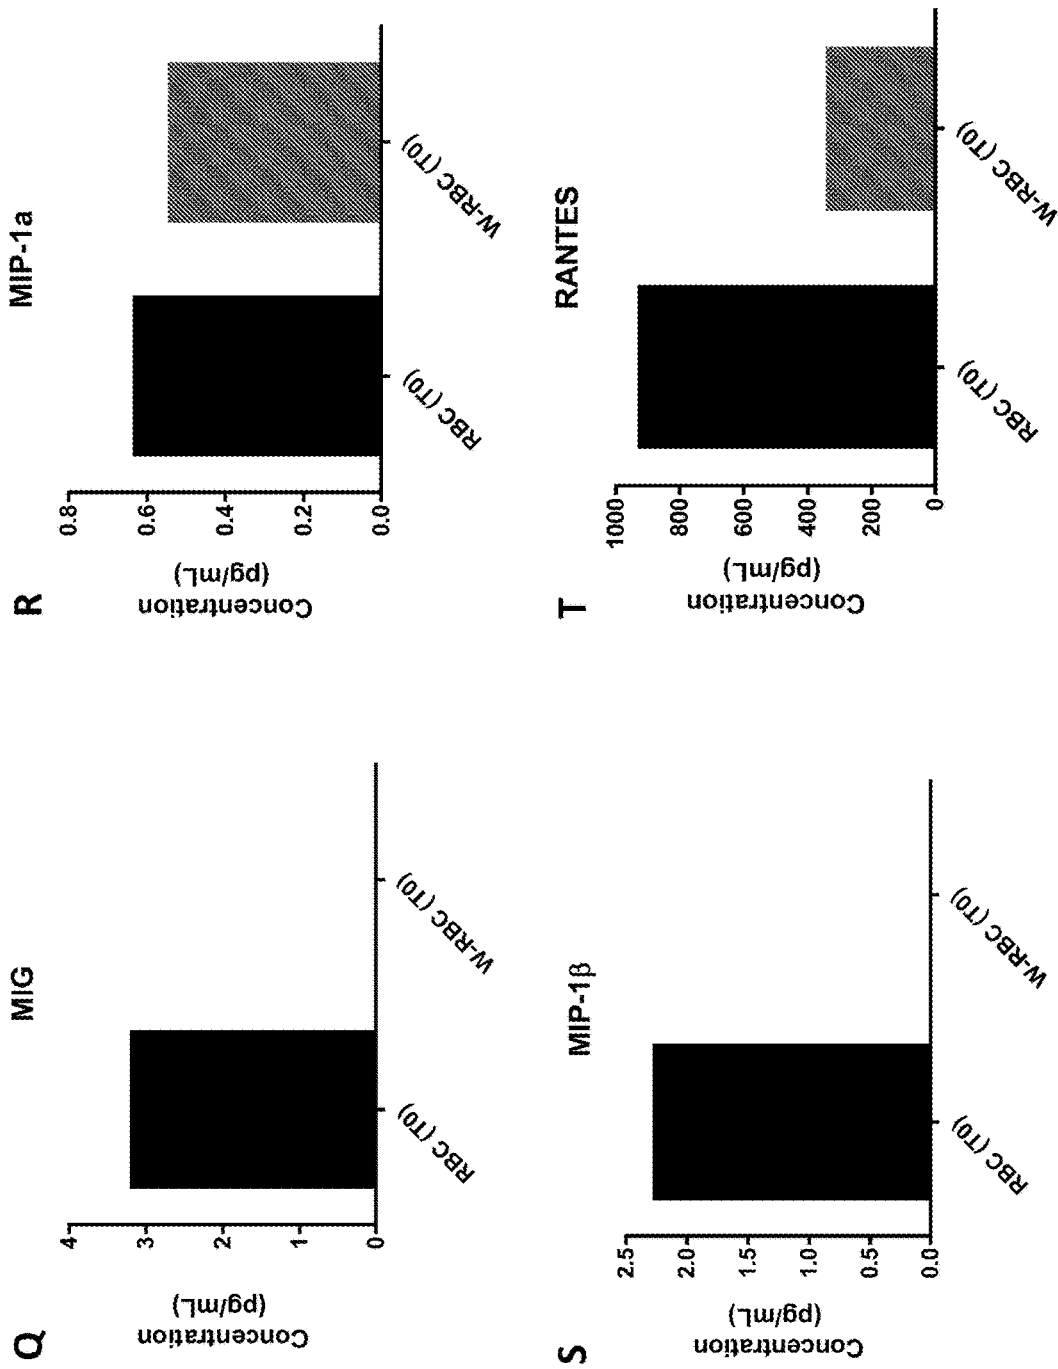 Q
MIG
Concentration
(pg/mL)
4
3
2
1
0
RBC (T0)
W-RBC (T0)
R
MIP-1a
Concentration
(pg/mL)
0.8
0.6
0.4
0.2
0.0
RBC (T0)
W-RBC (T0)
S
MIP-1β
Concentration
(pg/mL)
2.5
2.0
1.5
1.0
0.5
0.0
RBC (T0)
W-RBC (T0)
T
RANTES
Concentration
(pg/mL)
1000
800
600
400
200
0
RBC (T0)
W-RBC (T0)